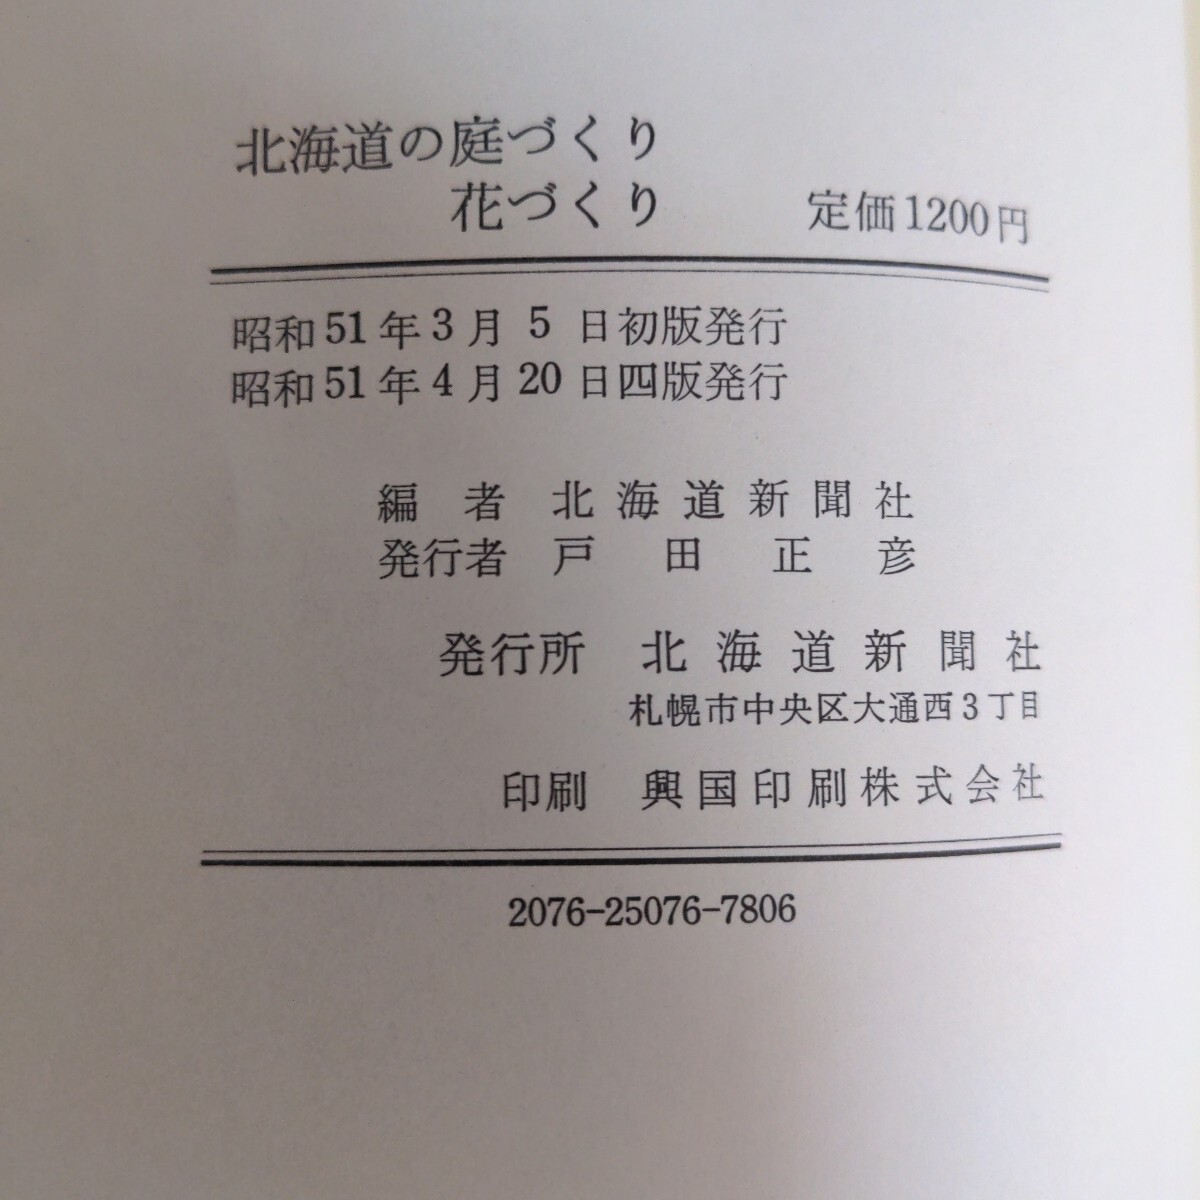 北海道の庭づくり
花づくり 定価1200円
昭和51年3月5日初版発行
昭和51年4月20日四版発行
編者 北海道新聞社
発行者 戸田正彦
発行所 北海道新聞社
札幌市中央区大通西3丁目
印刷 興国印刷株式会社
2076-25076-7806